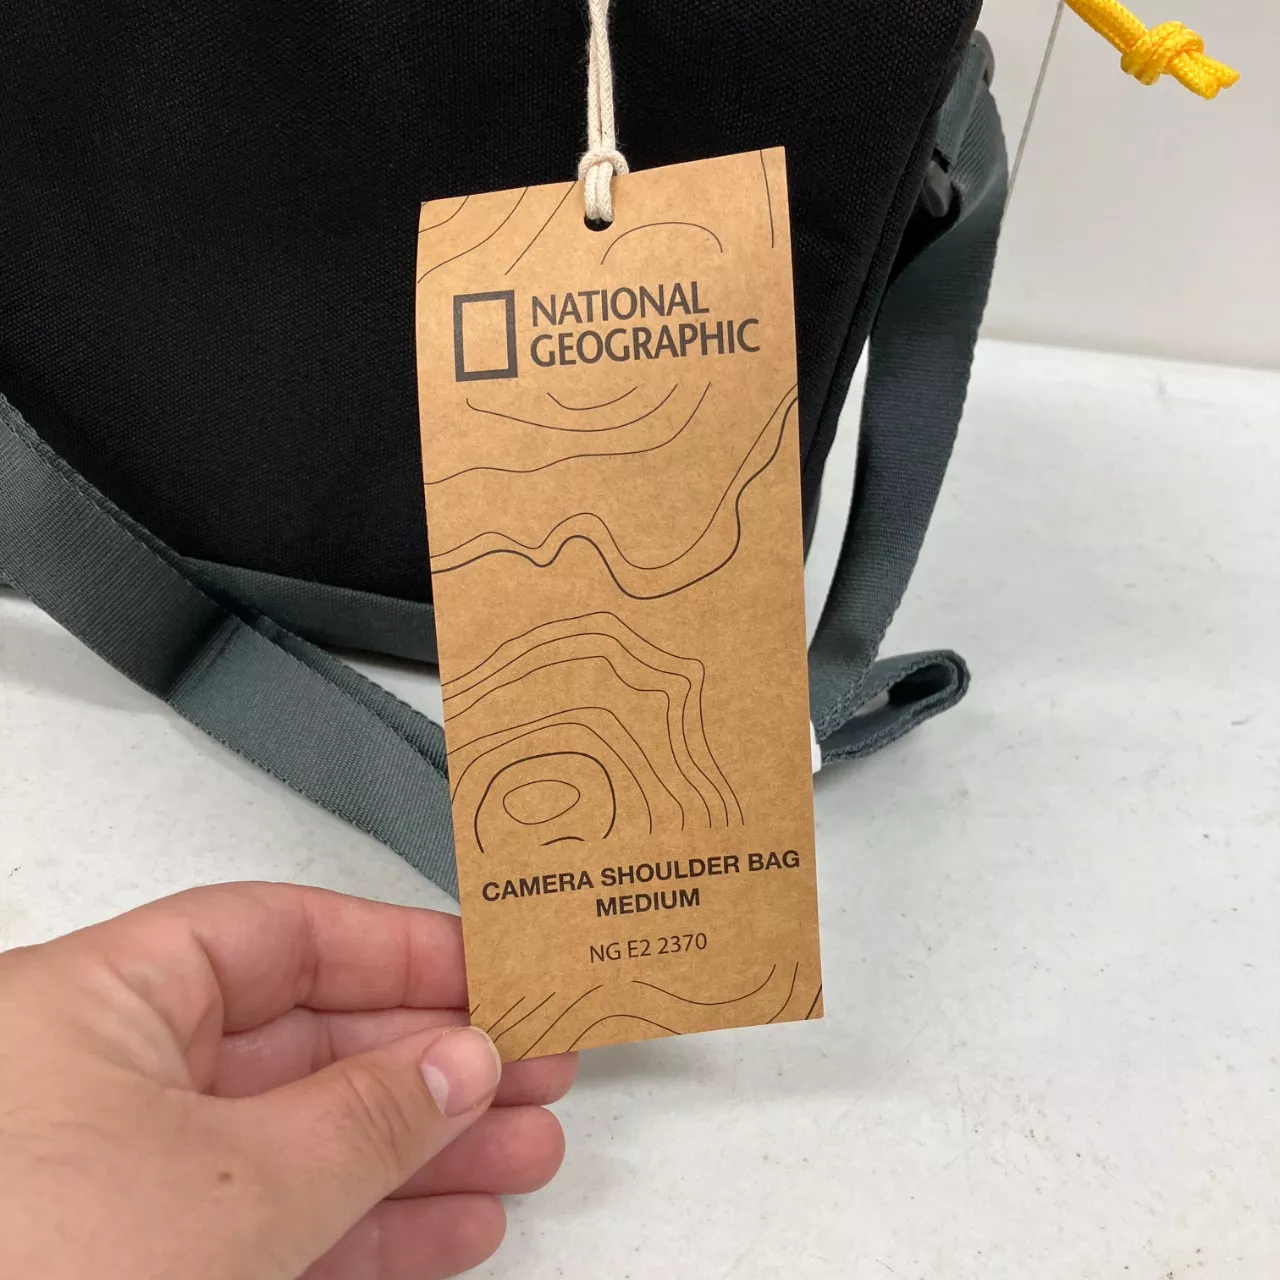 NATIONAL
GEOGRAPHIC
CAMERA SHOULDER BAG
MEDIUM
NG E2 2370